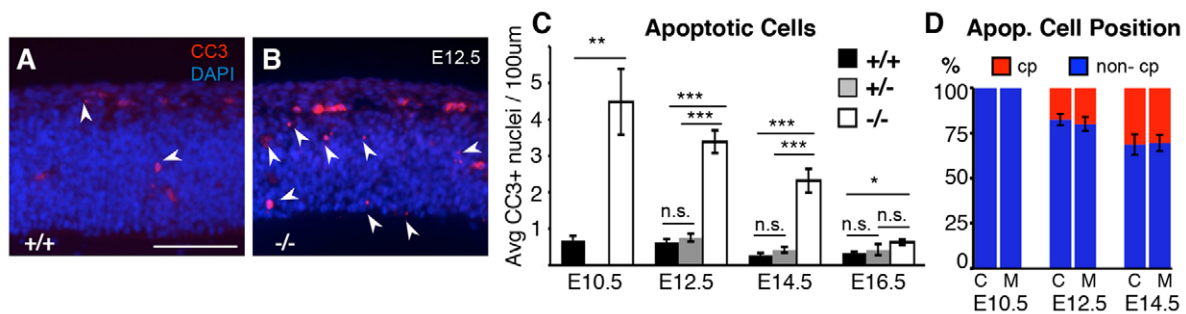 A
CC3
DAPI
+/+
B
E12.5
-/-
C
Apoptotic Cells
Avg CC3+ nuclei / 100um
5
4
3
2
1
**
***
***
***
***
*
n.s.
n.s.
n.s.
n.s.
+/+
+/-
-/-
E10.5 E12.5 E14.5 E16.5
D
Apop. Cell Position
% cp non- cp
100
75
50
25
0
C M C M C M
E10.5 E12.5 E14.5